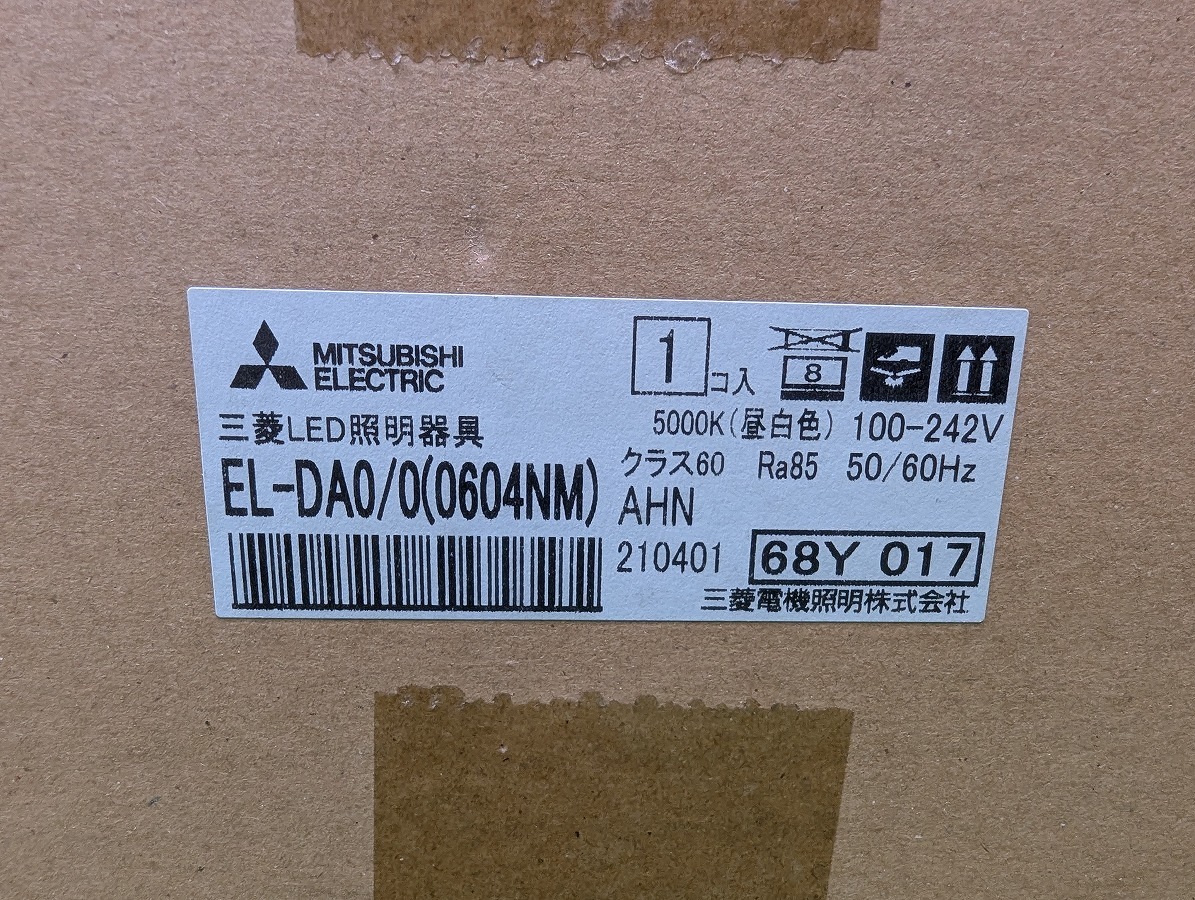 MITSUBISHI
ELECTRIC
1 コ入
8
三菱LED照明器具
5000K(昼白色) 100-242V
クラス60 Ra85 50/60Hz
EL-DA0/0(0604NM) AHN
210401 68Y 017
三菱電機照明株式会社